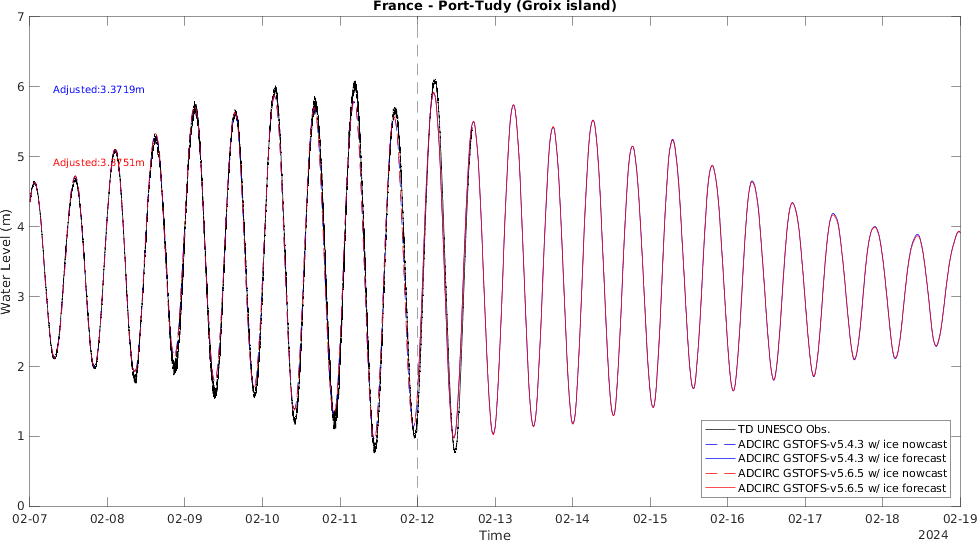 France - Port-Tudy (Groix island)
7
6
5
4
3
2
1
0
Water Level (m)
Adjusted:3.3719m
Adjusted:3.3751m
TD UNESCO Obs.
ADCIRC GSTOFS-v5.4.3 w/ ice nowcast
ADCIRC GSTOFS-v5.4.3 w/ ice forecast
ADCIRC GSTOFS-v5.6.5 w/ ice nowcast
ADCIRC GSTOFS-v5.6.5 w/ ice forecast
02-07 02-08 02-09 02-10 02-11 02-12 02-13 02-14 02-15 02-16 02-17 02-18 02-19
Time
2024